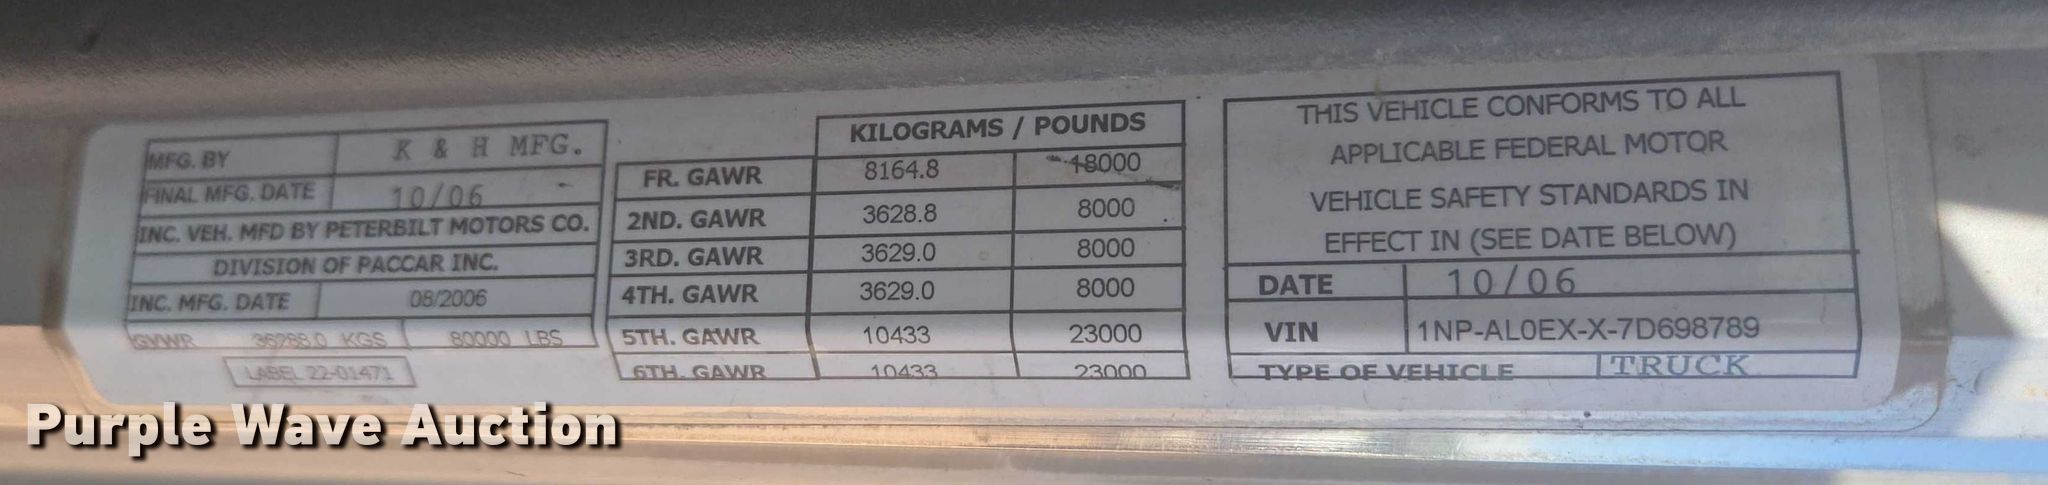 MFG. BY K & H MFG.
FINAL MFG. DATE 10/06
INC. VEH. MFD BY PETERBILT MOTORS CO.
DIVISION OF PACCAR INC.
INC. MFG. DATE 08/2006
GVWR 36288.0 KGS 80000 LBS
LABEL 22-01471
KILOGRAMS / POUNDS
FR. GAWR 8164.8 18000
2ND. GAWR 3628.8 8000
3RD. GAWR 3629.0 8000
4TH. GAWR 3629.0 8000
5TH. GAWR 10433 23000
6TH. GAWR 10433 23000
THIS VEHICLE CONFORMS TO ALL
APPLICABLE FEDERAL MOTOR
VEHICLE SAFETY STANDARDS IN
EFFECT IN (SEE DATE BELOW)
DATE 10/06
VIN 1NP-AL0EX-X-7D698789
TYPE OF VEHICLE TRUCK
Purple Wave Auction